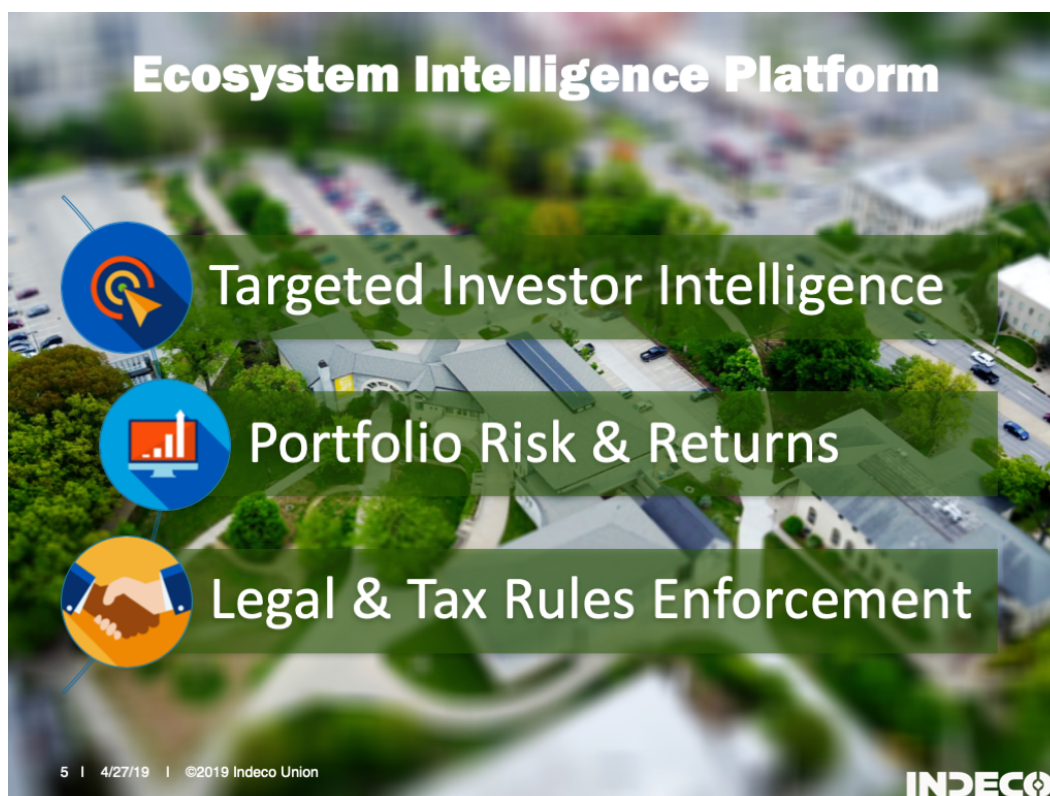 Ecosystem Intelligence Platform
Targeted Investor Intelligence
Portfolio Risk & Returns
Legal & Tax Rules Enforcement
5 | 4/27/19 | ©2019 Indeco Union
INDECO